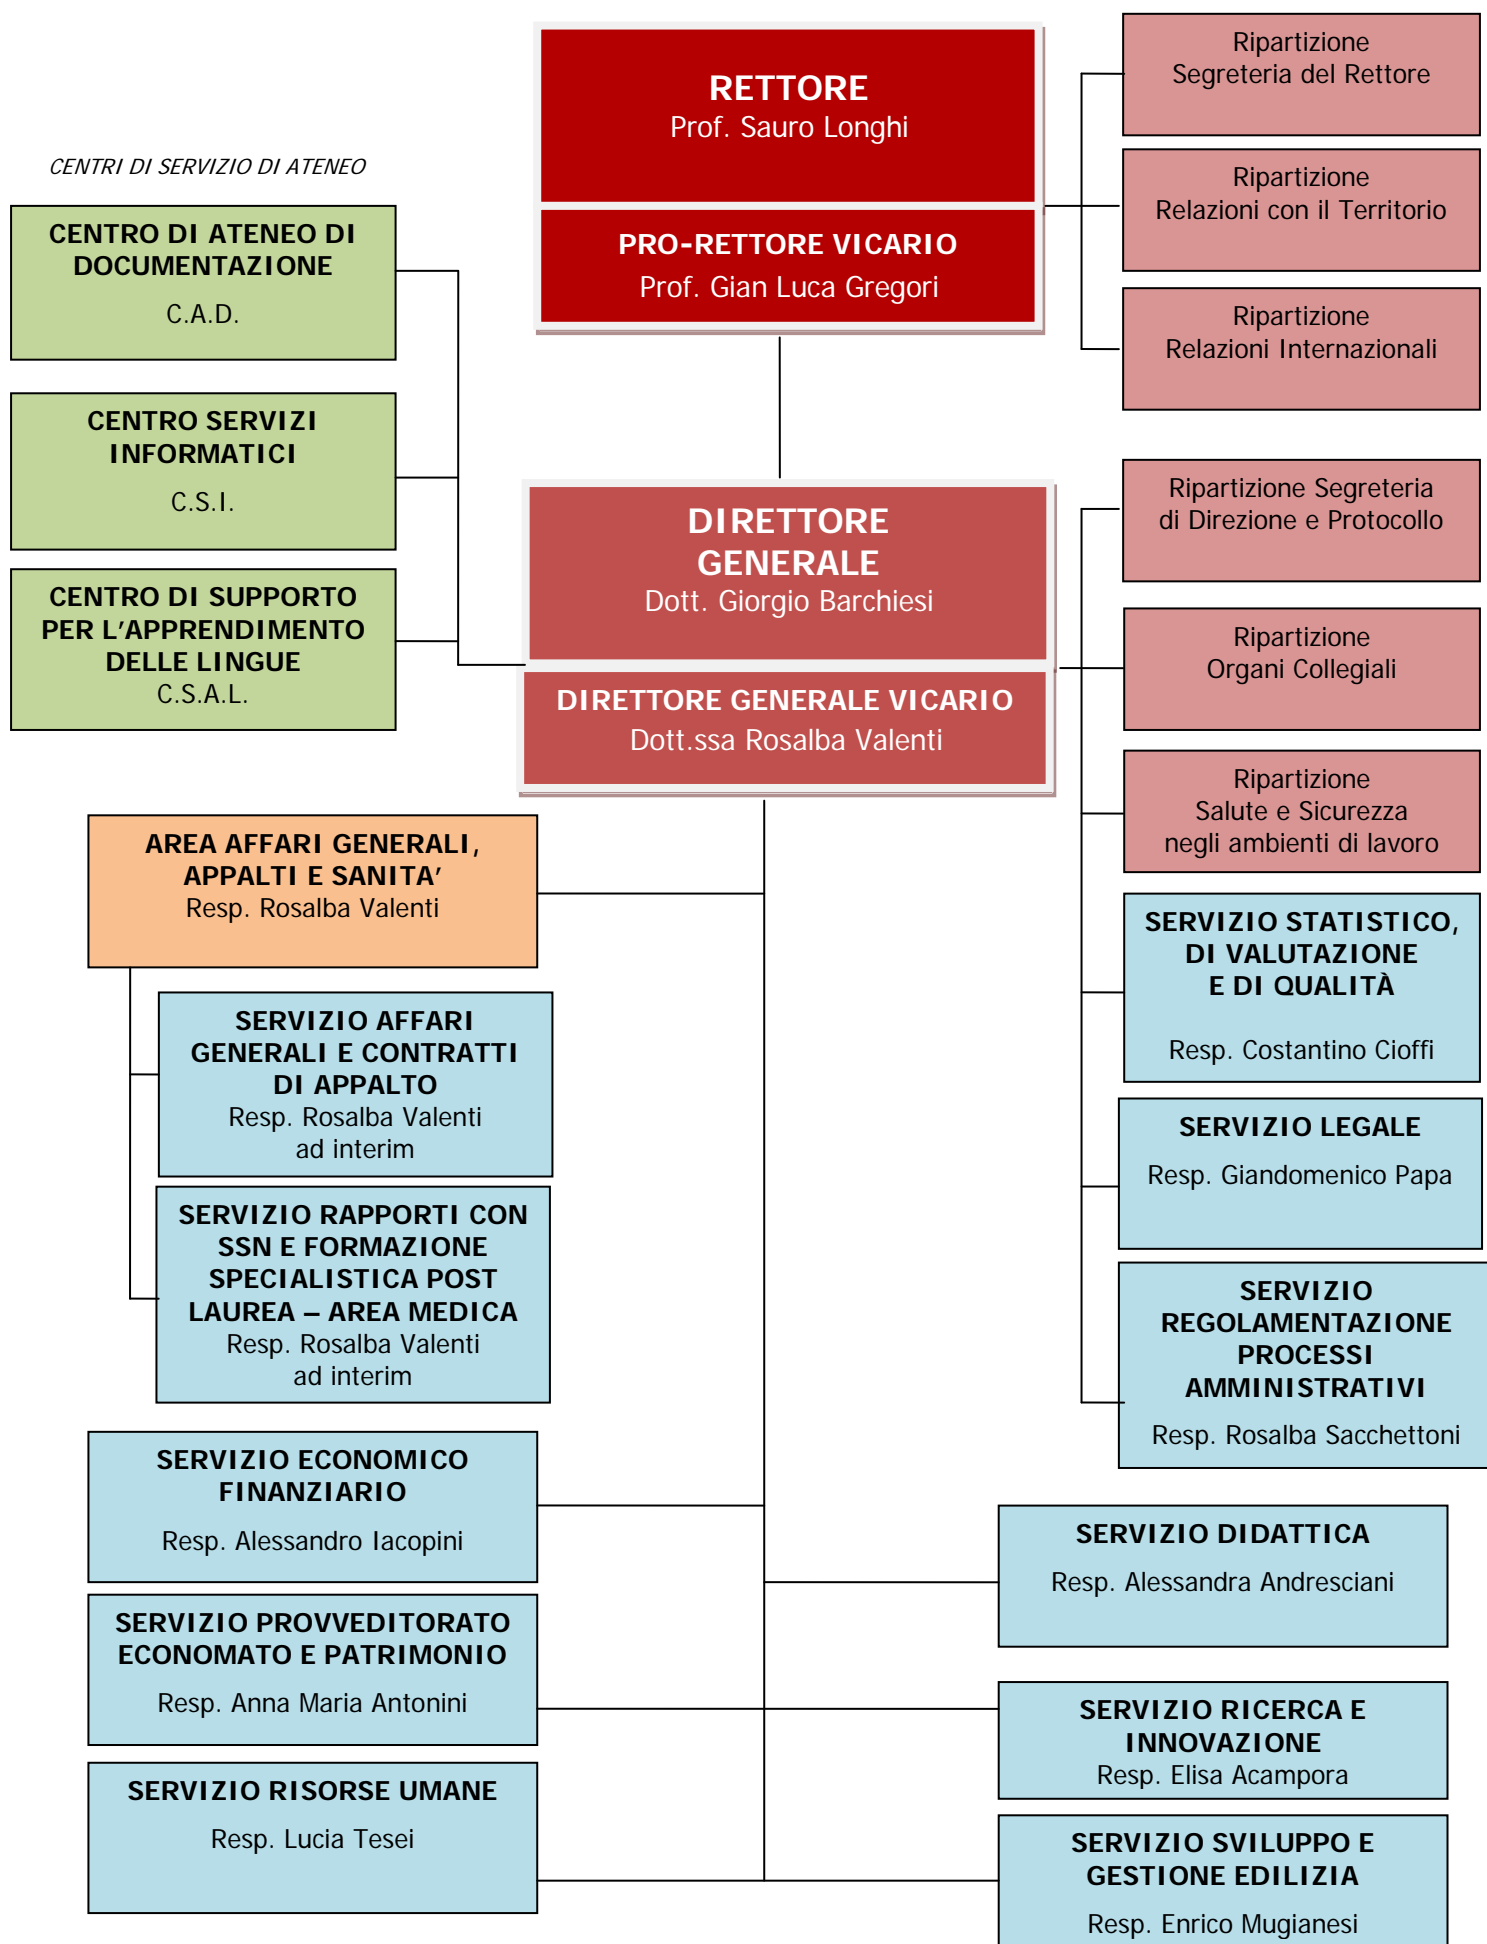 RETTORE
Prof. Sauro Longhi
PRO-RETTORE VICARIO
Prof. Gian Luca Gregori
Ripartizione
Segreteria del Rettore
Ripartizione
Relazioni con il Territorio
Ripartizione
Relazioni Internazionali
CENTRI DI SERVIZIO DI ATENEO
CENTRO DI ATENEO DI
DOCUMENTAZIONE
C.A.D.
CENTRO SERVIZI
INFORMATICI
C.S.I.
CENTRO DI SUPPORTO
PER L’APPRENDIMENTO
DELLE LINGUE
C.S.A.L.
DIRETTORE
GENERALE
Dott. Giorgio Barchiesi
DIRETTORE GENERALE VICARIO
Dott.ssa Rosalba Valenti
Ripartizione Segreteria
di Direzione e Protocollo
Ripartizione
Organi Collegiali
Ripartizione
Salute e Sicurezza
negli ambienti di lavoro
SERVIZIO STATISTICO,
DI VALUTAZIONE
E DI QUALITÀ
Resp. Costantino Cioffi
SERVIZIO LEGALE
Resp. Giandomenico Papa
SERVIZIO
REGOLAMENTAZIONE
PROCESSI
AMMINISTRATIVI
Resp. Rosalba Sacchettoni
AREA AFFARI GENERALI,
APPALTI E SANITA’
Resp. Rosalba Valenti
SERVIZIO AFFARI
GENERALI E CONTRATTI
DI APPALTO
Resp. Rosalba Valenti
ad interim
SERVIZIO RAPPORTI CON
SSN E FORMAZIONE
SPECIALISTICA POST
LAUREA – AREA MEDICA
Resp. Rosalba Valenti
ad interim
SERVIZIO ECONOMICO
FINANZIARIO
Resp. Alessandro Iacopini
SERVIZIO PROVVEDITORATO
ECONOMATO E PATRIMONIO
Resp. Anna Maria Antonini
SERVIZIO RISORSE UMANE
Resp. Lucia Tesei
SERVIZIO DIDATTICA
Resp. Alessandra Andresciani
SERVIZIO RICERCA E
INNOVAZIONE
Resp. Elisa Acampora
SERVIZIO SVILUPPO E
GESTIONE EDILIZIA
Resp. Enrico Mugianesi